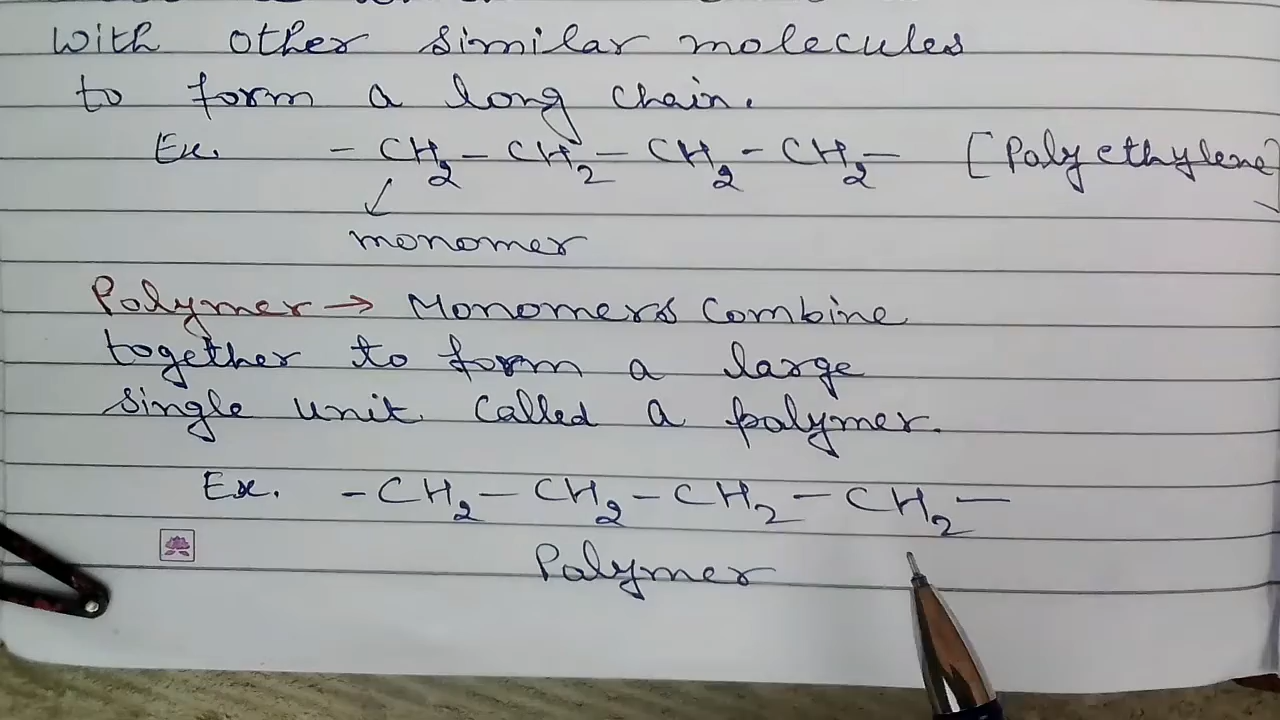 with other similar molecules
to form a long chain.
Ex. - CH2 - CH2 - CH2 - CH2 - [Polyethylene]
monomer
Polymer → Monomers combine
together to form a large
single unit called a polymer.
Ex. - CH2 - CH2 - CH2 - CH2 -
Polymer